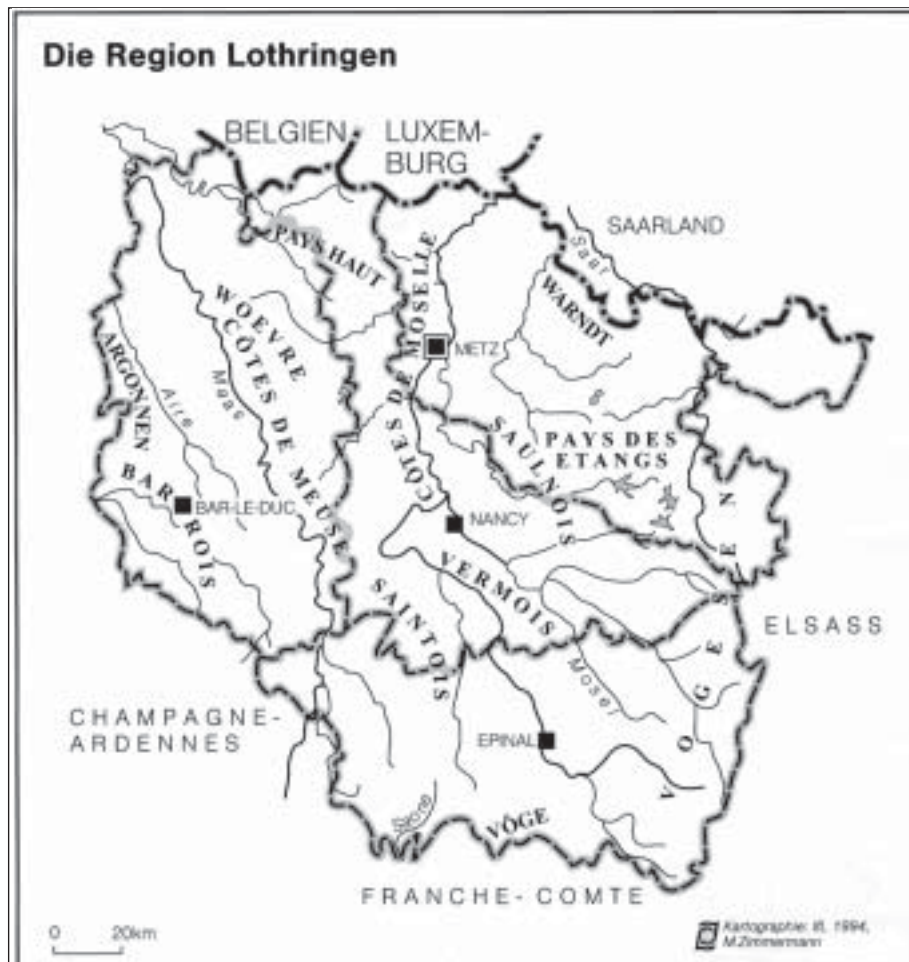 Die Region Lothringen
BELGIEN
LUXEM-
BURG
SAARLAND
Saar
PAYS HAUT
WOEVRE
CÔTES DE MEUSE
CÔTES DE MOSELLE
WARNDT
METZ
ARGONNEN
Aire
Maas
SAULNOIS
PAYS DES
ETANGS
BARROIS
BAR-LE-DUC
NANCY
VERMOIS
SAINTOIS
VOGESEN
ELSASS
Mosel
CHAMPAGNE-
ARDENNES
EPINAL
VÔGE
FRANCHE-COMTE
0 20km
Kartographie: 1994,
M.Zimmermann